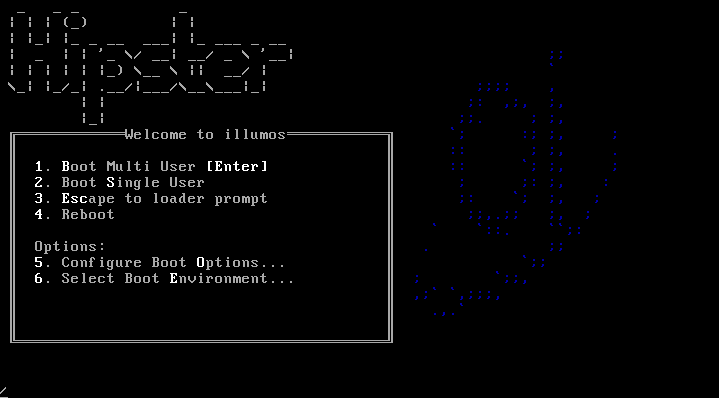 Hipster
Welcome to illumos
1. Boot Multi User [Enter]
2. Boot Single User
3. Escape to loader prompt
4. Reboot
Options:
5. Configure Boot Options...
6. Select Boot Environment...